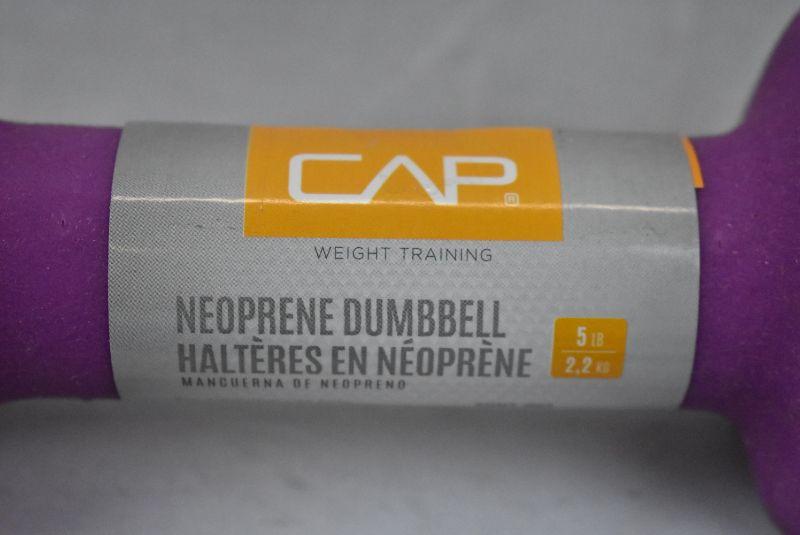 CAP®
WEIGHT TRAINING
NEOPRENE DUMBBELL
HALTÈRES EN NÉOPRÈNE
MANCUERNA DE NEOPRENO
5 LB
2,2 KG